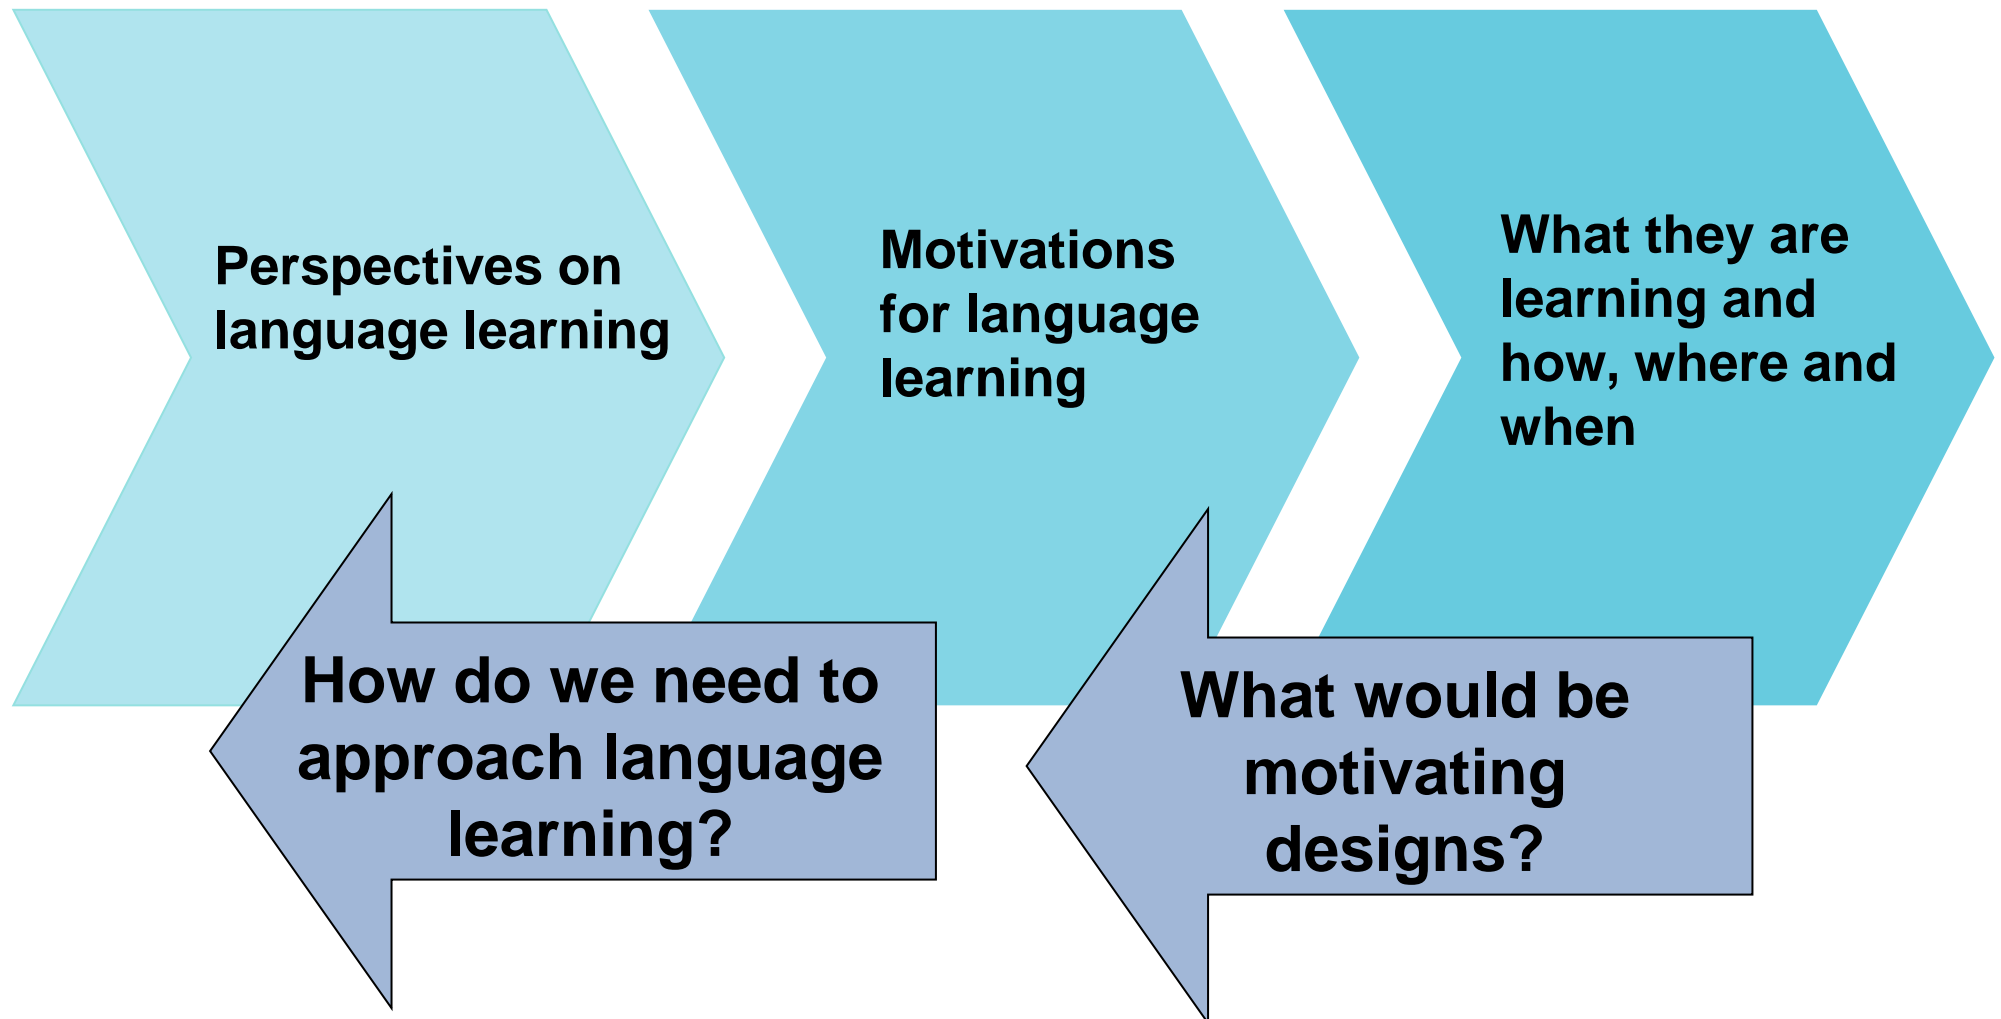 Perspectives on
language learning
Motivations
for language
learning
What they are
learning and
how, where and
when
How do we need to
approach language
learning?
What would be
motivating
designs?